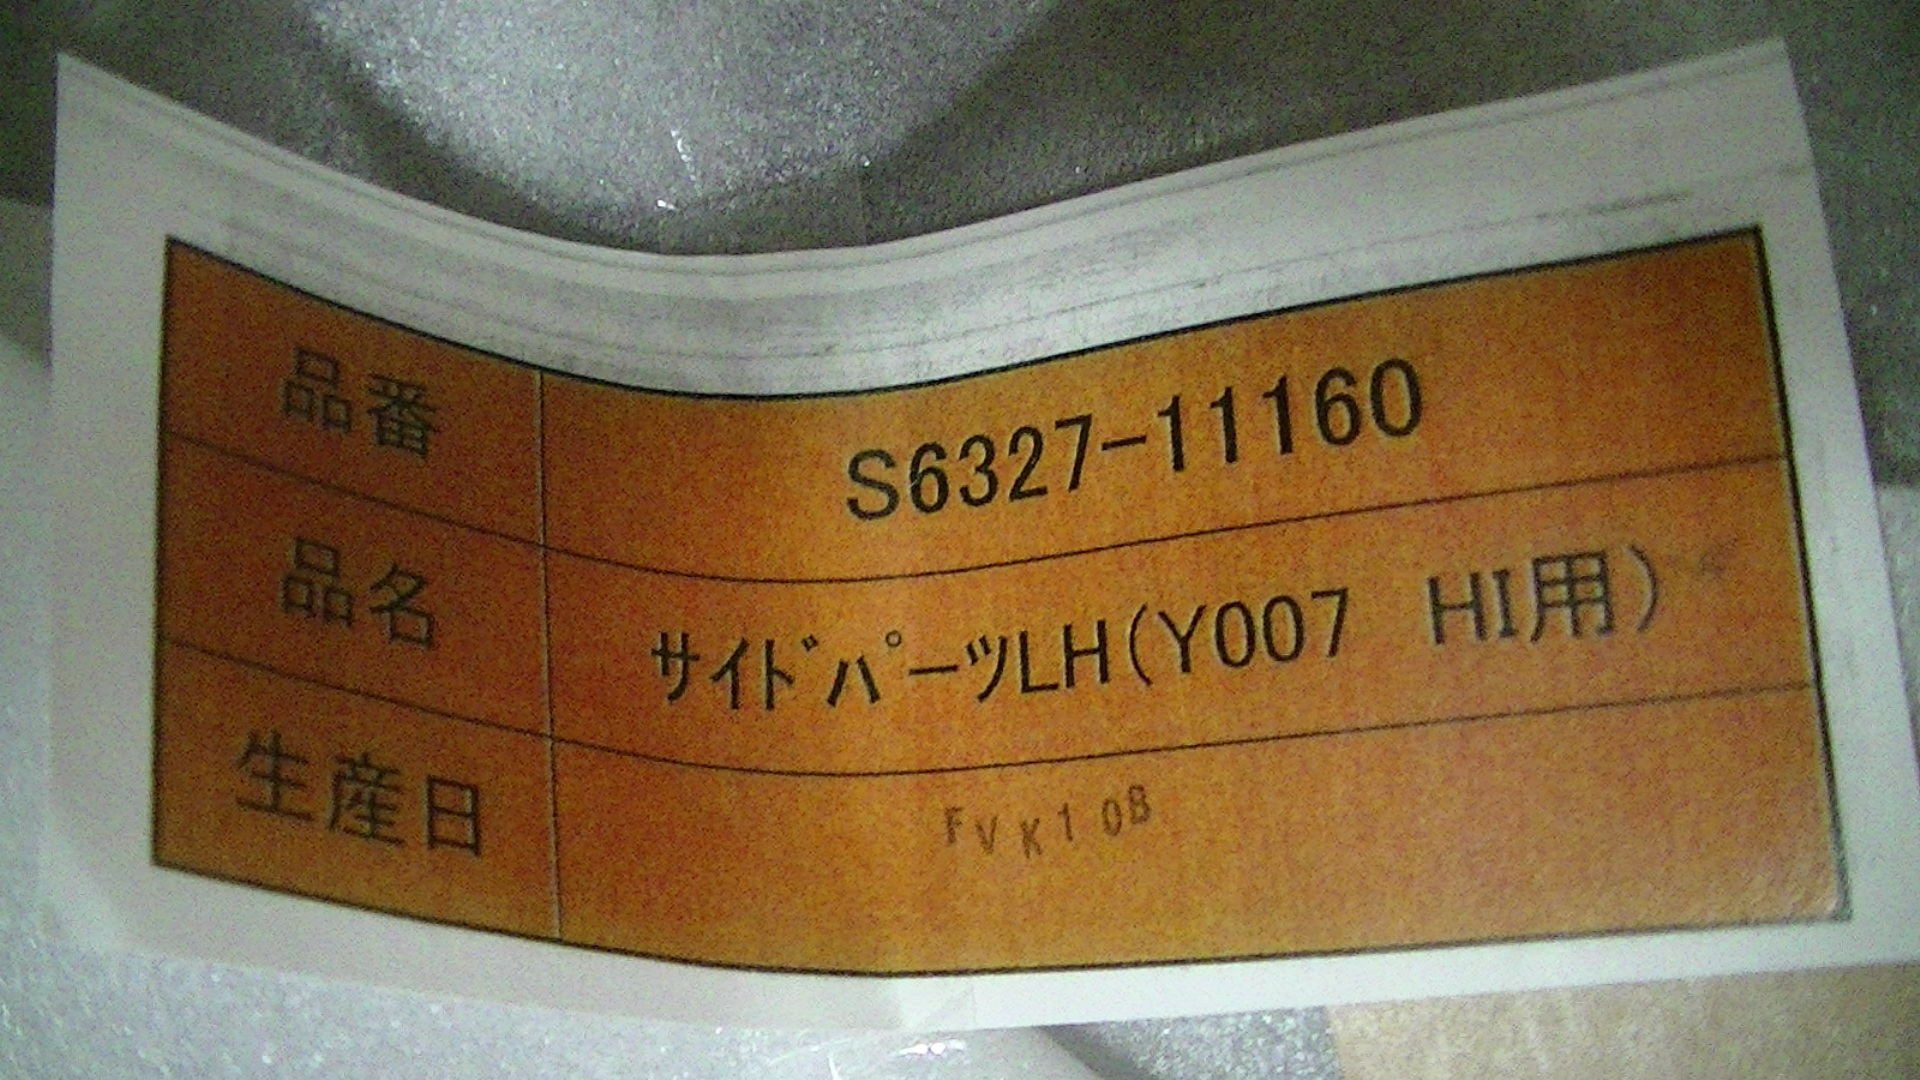 品番 S6327-11160
品名 ｻｲﾄﾞﾊﾟｰﾂLH(Y007　HI用)
生産日 FVK10B